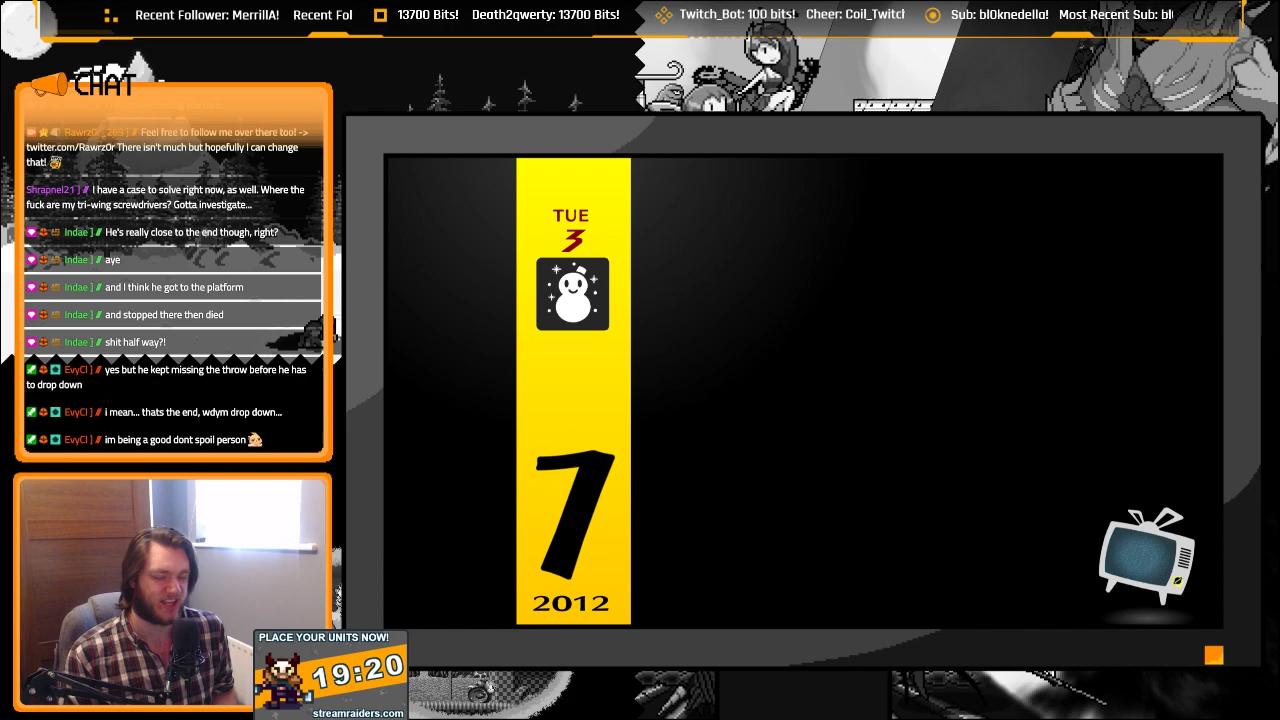 Recent Follower: MerrillA! Recent Fol
13700 Bits! Death2qwerty: 13700 Bits!
Twitch_Bot: 100 bits! Cheer: Coil_Twitch
Sub: bl0knedella! Most Recent Sub: bl
CHAT
Rawrz0r_269 ] // Feel free to follow me over there too! ->
twitter.com/Rawrz0r There isn't much but hopefully I can change
that!
Shrapnel21 ] // I have a case to solve right now, as well. Where the
fuck are my tri-wing screwdrivers? Gotta investigate...
Indae ] // He's really close to the end though, right?
Indae ] // aye
Indae ] // and I think he got to the platform
Indae ] // and stopped there then died
Indae ] // shit half way?!
EvyCl ] // yes but he kept missing the throw before he has
to drop down
EvyCl ] // i mean... thats the end, wdym drop down...
EvyCl ] // im being a good dont spoil person
TUE
3
1
2012
PLACE YOUR UNITS NOW!
19:20
streamraiders.com